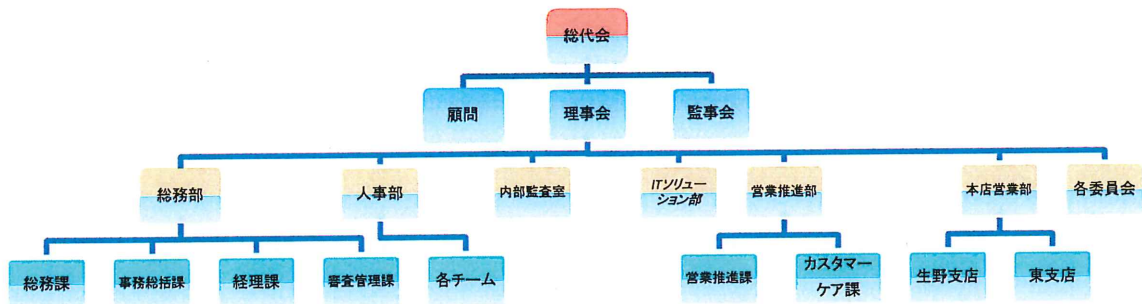 総代会
顧問
理事会
監事会
総務部
人事部
内部監査室
ITソリュー
ション部
営業推進部
本店営業部
各委員会
総務課
事務総括課
経理課
審査管理課
各チーム
営業推進課
カスタマー
ケア課
生野支店
東支店